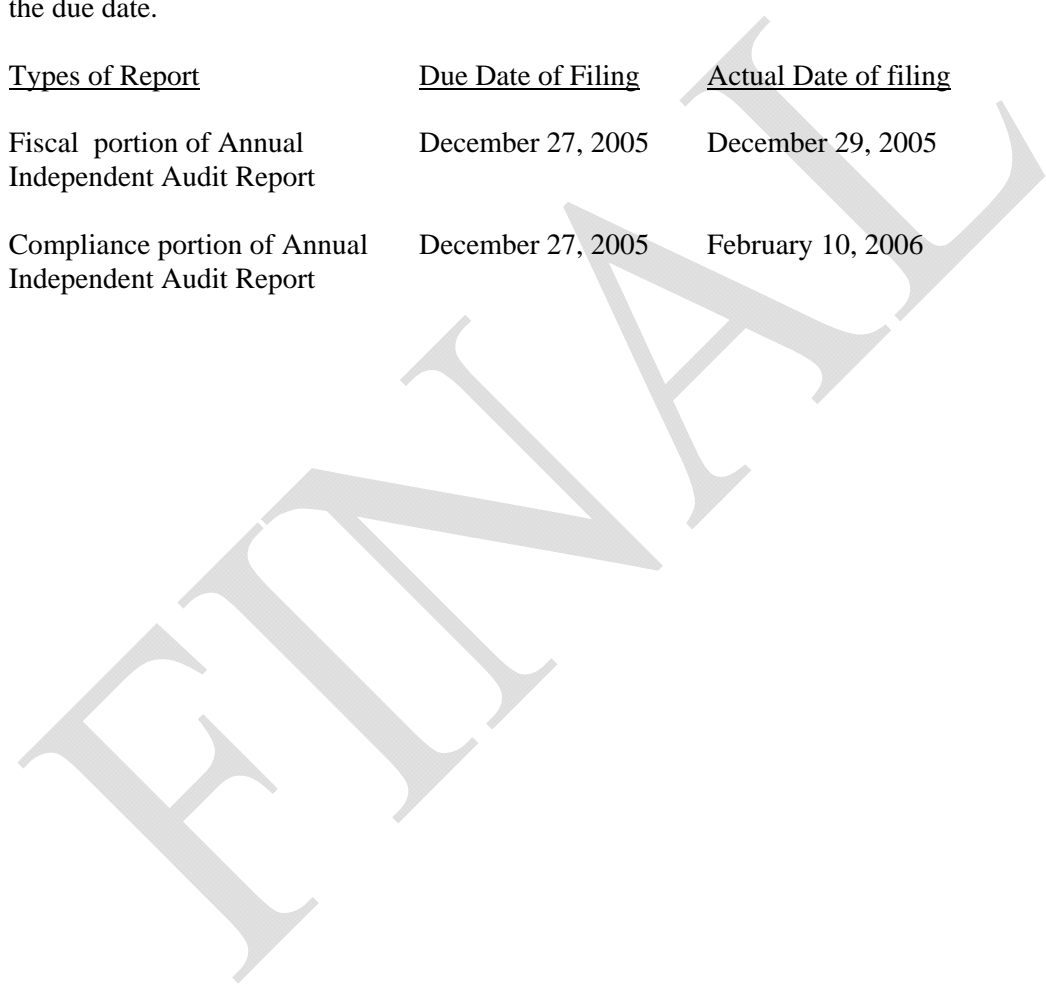 the due date.
Types of Report Due Date of Filing Actual Date of filing
Fiscal portion of Annual December 27, 2005 December 29, 2005
Independent Audit Report
Compliance portion of Annual December 27, 2005 February 10, 2006
Independent Audit Report
FINAL